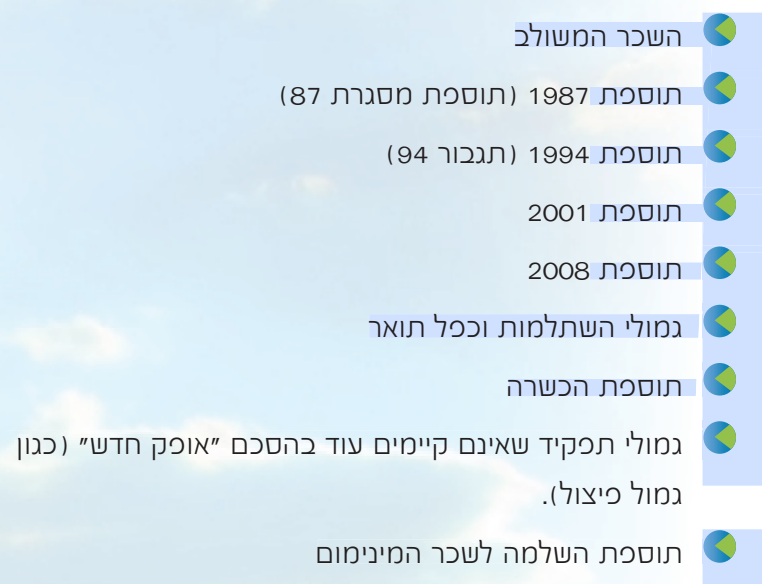 השכר המשולב
תוספת 1987 (תוספת מסגרת 87)
תוספת 1994 (תגבור 94)
תוספת 2001
תוספת 2008
גמולי השתלמות וכפל תואר
תוספת הכשרה
גמולי תפקיד שאינם קיימים עוד בהסכם "אופק חדש" (כגון
גמול פיצול).
תוספת השלמה לשכר המינימום